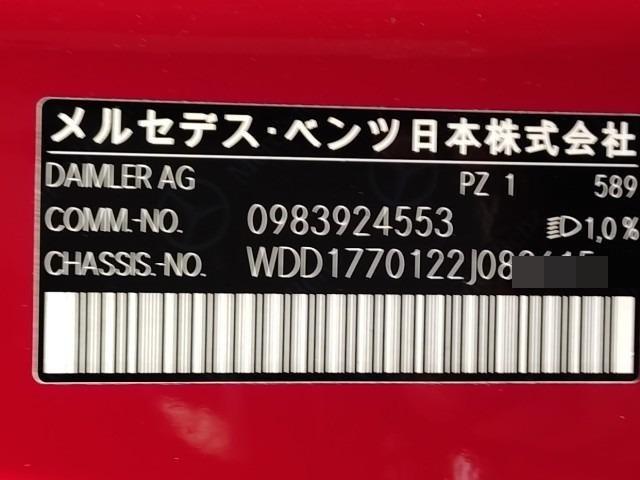 メルセデス・ベンツ日本株式会社
DAIMLER AG PZ 1 589
COMM.-NO. 0983924553 1,0%
CHASSIS.-NO. WDD1770122J08